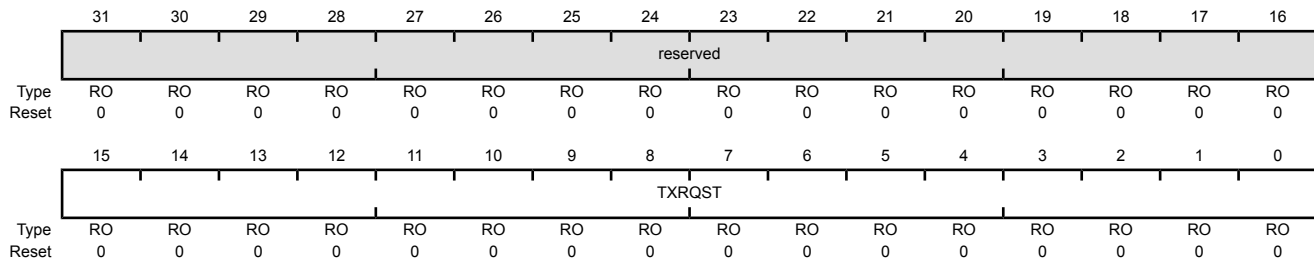 31 30 29 28 27 26 25 24 23 22 21 20 19 18 17 16
reserved
Type RO RO RO RO RO RO RO RO RO RO RO RO RO RO RO RO
Reset 0 0 0 0 0 0 0 0 0 0 0 0 0 0 0 0
15 14 13 12 11 10 9 8 7 6 5 4 3 2 1 0
TXRQST
Type RO RO RO RO RO RO RO RO RO RO RO RO RO RO RO RO
Reset 0 0 0 0 0 0 0 0 0 0 0 0 0 0 0 0